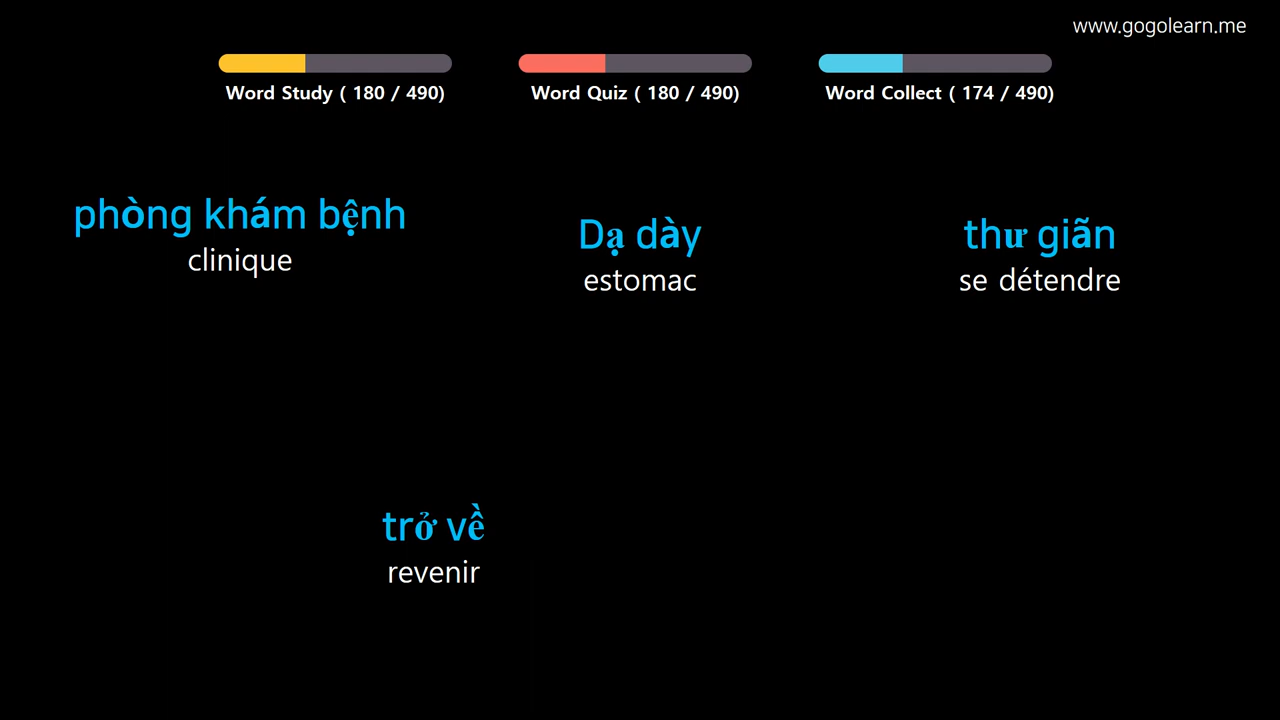 www.gogolearn.me
Word Study ( 180 / 490)
Word Quiz ( 180 / 490)
Word Collect ( 174 / 490)
phòng khám bệnh
clinique
Dạ dày
estomac
thư giãn
se détendre
trở về
revenir